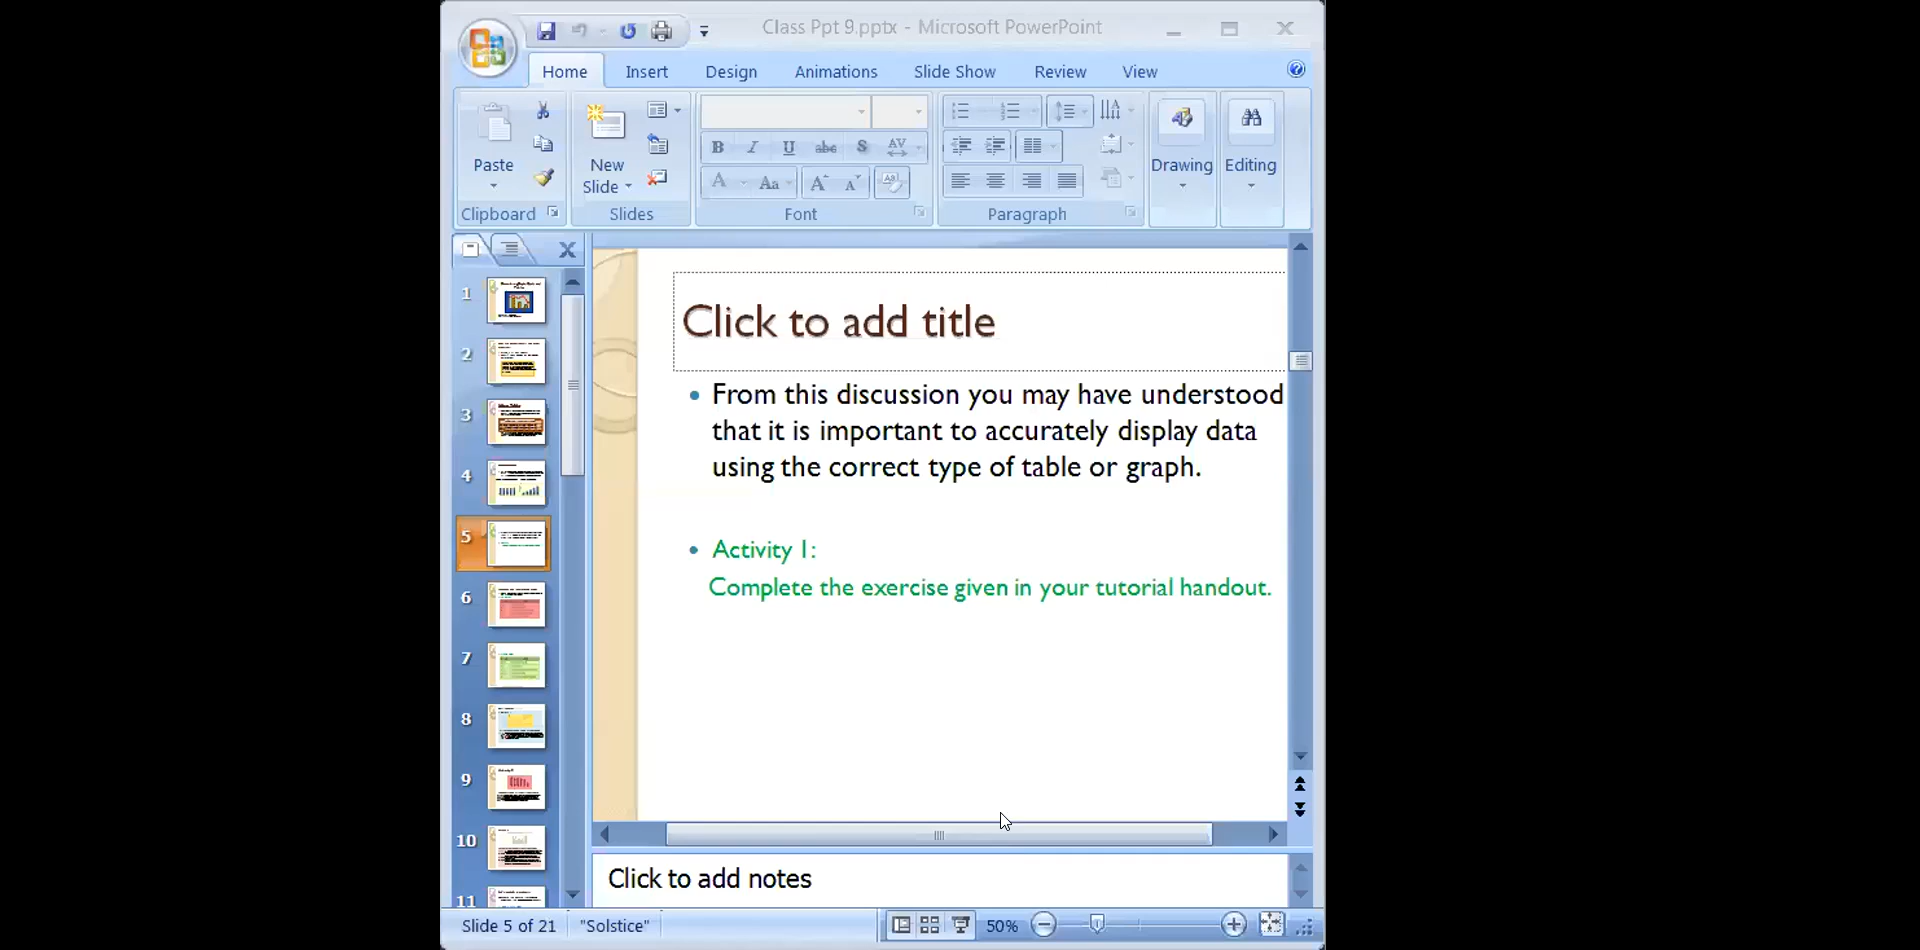 Class Ppt 9.pptx - Microsoft PowerPoint
Home Insert Design Animations Slide Show Review View
Paste
New
Slide
Drawing
Editing
B I U abc S AV
A Aa A A
Clipboard
Slides
Font
Paragraph
1
2
3
4
5
6
7
8
9
10
11
Click to add title
• From this discussion you may have understood
that it is important to accurately display data
using the correct type of table or graph.
• Activity 1:
Complete the exercise given in your tutorial handout.
Click to add notes
Slide 5 of 21 "Solstice" 50%